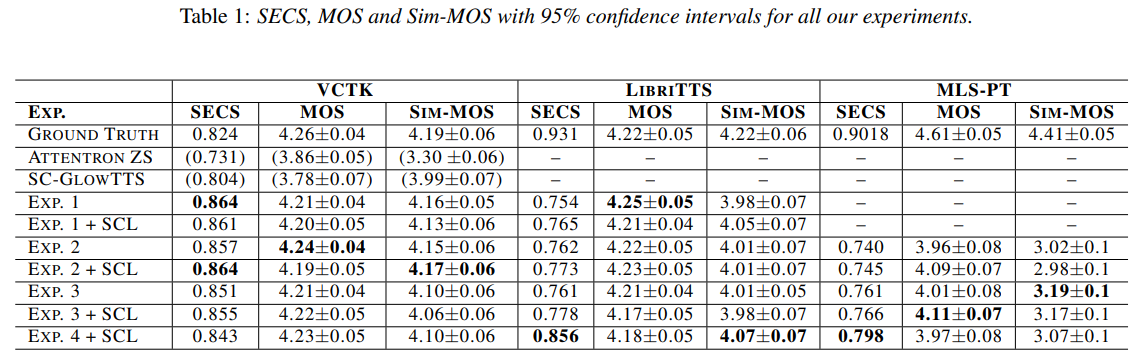 Table 1: SECS, MOS and Sim-MOS with 95% confidence intervals for all our experiments.
VCTK LIBRITTS MLS-PT
EXP. SECS MOS SIM-MOS SECS MOS SIM-MOS SECS MOS SIM-MOS
GROUND TRUTH 0.824 4.26±0.04 4.19±0.06 0.931 4.22±0.05 4.22±0.06 0.9018 4.61±0.05 4.41±0.05
ATTENTRON ZS (0.731) (3.86±0.05) (3.30 ±0.06) – – – – – –
SC-GLOWTTS (0.804) (3.78±0.07) (3.99±0.07) – – – – – –
EXP. 1 0.864 4.21±0.04 4.16±0.05 0.754 4.25±0.05 3.98±0.07 – – –
EXP. 1 + SCL 0.861 4.20±0.05 4.13±0.06 0.765 4.21±0.04 4.05±0.07 – – –
EXP. 2 0.857 4.24±0.04 4.15±0.06 0.762 4.22±0.05 4.01±0.07 0.740 3.96±0.08 3.02±0.1
EXP. 2 + SCL 0.864 4.19±0.05 4.17±0.06 0.773 4.23±0.05 4.01±0.07 0.745 4.09±0.07 2.98±0.1
EXP. 3 0.851 4.21±0.04 4.10±0.06 0.761 4.21±0.04 4.01±0.05 0.761 4.01±0.08 3.19±0.1
EXP. 3 + SCL 0.855 4.22±0.05 4.06±0.06 0.778 4.17±0.05 3.98±0.07 0.766 4.11±0.07 3.17±0.1
EXP. 4 + SCL 0.843 4.23±0.05 4.10±0.06 0.856 4.18±0.05 4.07±0.07 0.798 3.97±0.08 3.07±0.1